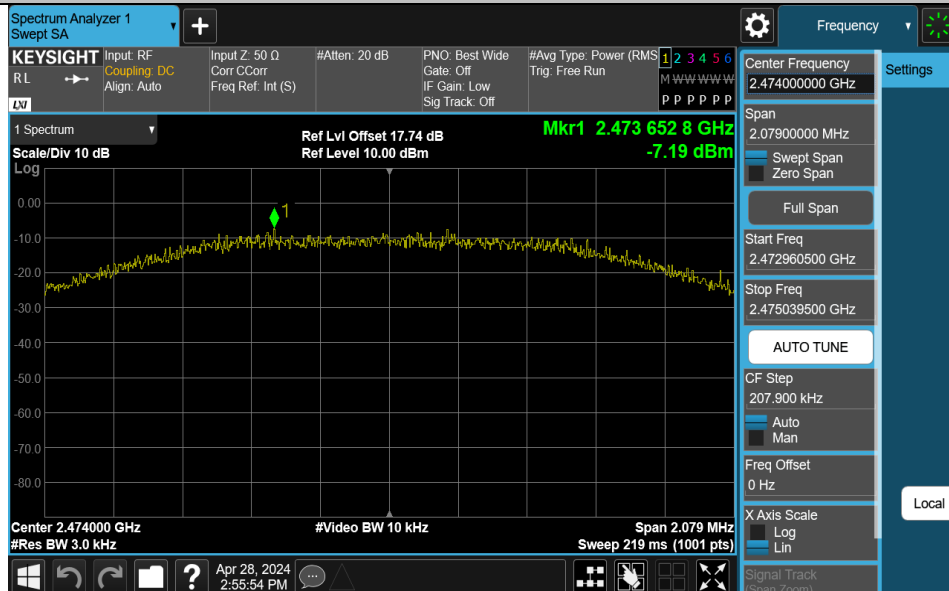 Spectrum Analyzer 1
Swept SA
+
Frequency
KEYSIGHT
RL
LXI
Input: RF
Coupling: DC
Align: Auto
Input Z: 50 Ω
Corr CCorr
Freq Ref: Int (S)
#Atten: 20 dB
PNO: Best Wide
Gate: Off
IF Gain: Low
Sig Track: Off
#Avg Type: Power (RMS
Trig: Free Run
1 2 3 4 5 6
M W W W W W
P P P P P P
1 Spectrum
Scale/Div 10 dB
Log
Ref Lvl Offset 17.74 dB
Ref Level 10.00 dBm
Mkr1 2.473 652 8 GHz
-7.19 dBm
1
0.00
-10.0
-20.0
-30.0
-40.0
-50.0
-60.0
-70.0
-80.0
Center 2.474000 GHz
#Res BW 3.0 kHz
#Video BW 10 kHz
Span 2.079 MHz
Sweep 219 ms (1001 pts)
?
Apr 28, 2024
2:55:54 PM
Center Frequency
2.474000000 GHz
Span
2.07900000 MHz
Swept Span
Zero Span
Full Span
Start Freq
2.472960500 GHz
Stop Freq
2.475039500 GHz
AUTO TUNE
CF Step
207.900 kHz
Auto
Man
Freq Offset
0 Hz
X Axis Scale
Log
Lin
Signal Track
(Span Zoom)
Settings
Local